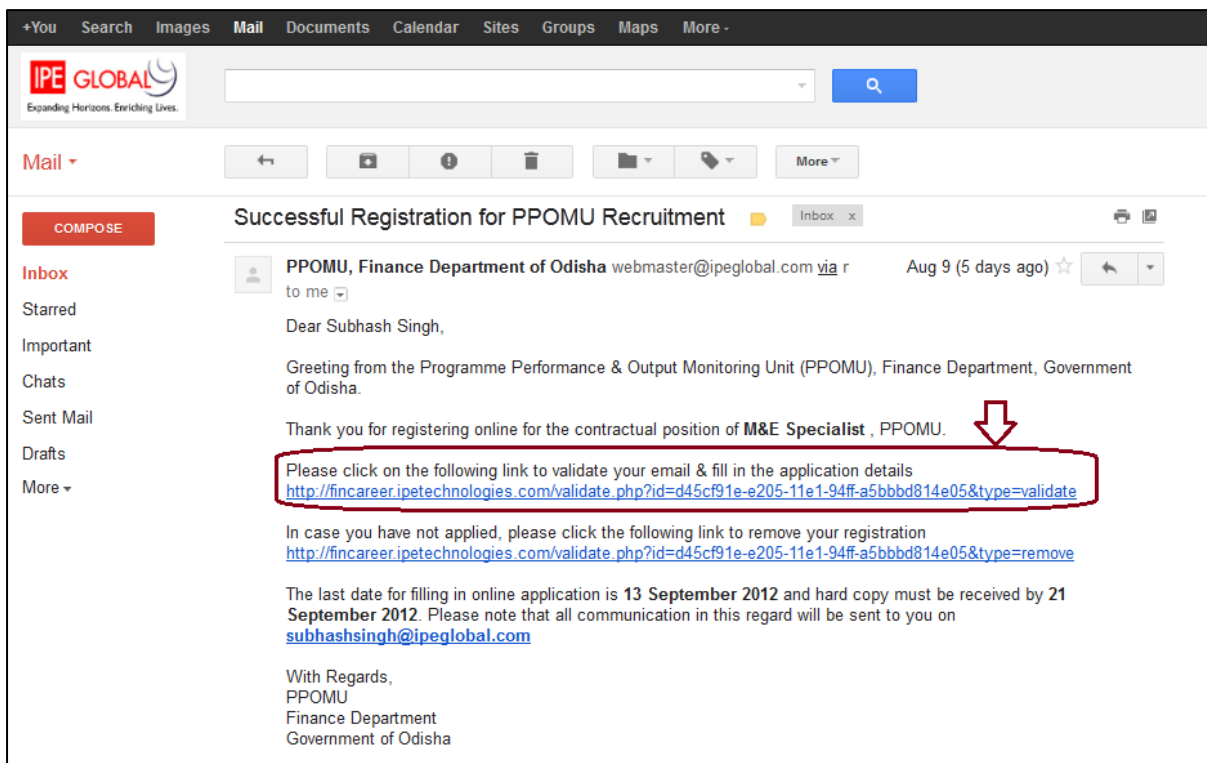 +You Search Images Mail Documents Calendar Sites Groups Maps More -
IPE GLOBAL
Expanding Horizons. Enriching Lives.
Mail
More
COMPOSE
Successful Registration for PPOMU Recruitment Inbox x
Inbox
Starred
Important
Chats
Sent Mail
Drafts
More
PPOMU, Finance Department of Odisha webmaster@ipeglobal.com via r Aug 9 (5 days ago)
to me
Dear Subhash Singh,
Greeting from the Programme Performance & Output Monitoring Unit (PPOMU), Finance Department, Government
of Odisha.
Thank you for registering online for the contractual position of M&E Specialist , PPOMU.
Please click on the following link to validate your email & fill in the application details
http://fincareer.ipetechnologies.com/validate.php?id=d45cf91e-e205-11e1-94ff-a5bbbd814e05&type=validate
In case you have not applied, please click the following link to remove your registration
http://fincareer.ipetechnologies.com/validate.php?id=d45cf91e-e205-11e1-94ff-a5bbbd814e05&type=remove
The last date for filling in online application is 13 September 2012 and hard copy must be received by 21
September 2012. Please note that all communication in this regard will be sent to you on
subhashsingh@ipeglobal.com
With Regards,
PPOMU
Finance Department
Government of Odisha